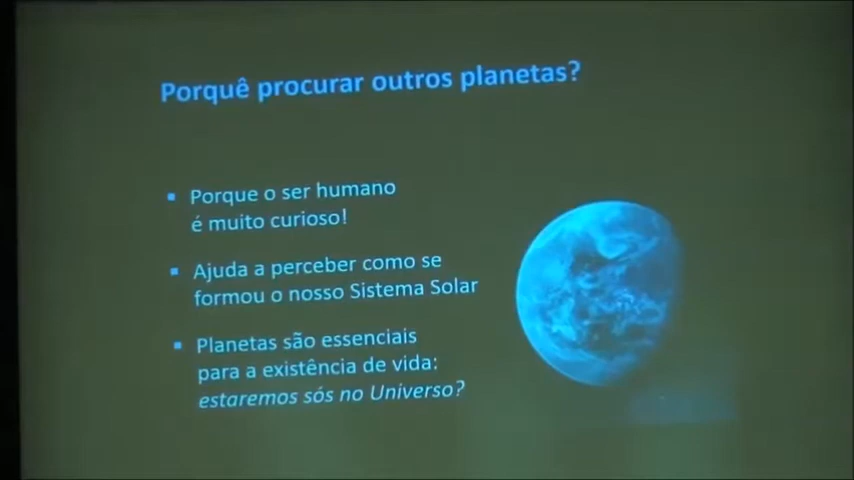 Porquê procurar outros planetas?
▪ Porque o ser humano
é muito curioso!
▪ Ajuda a perceber como se
formou o nosso Sistema Solar
▪ Planetas são essenciais
para a existência de vida:
estaremos sós no Universo?